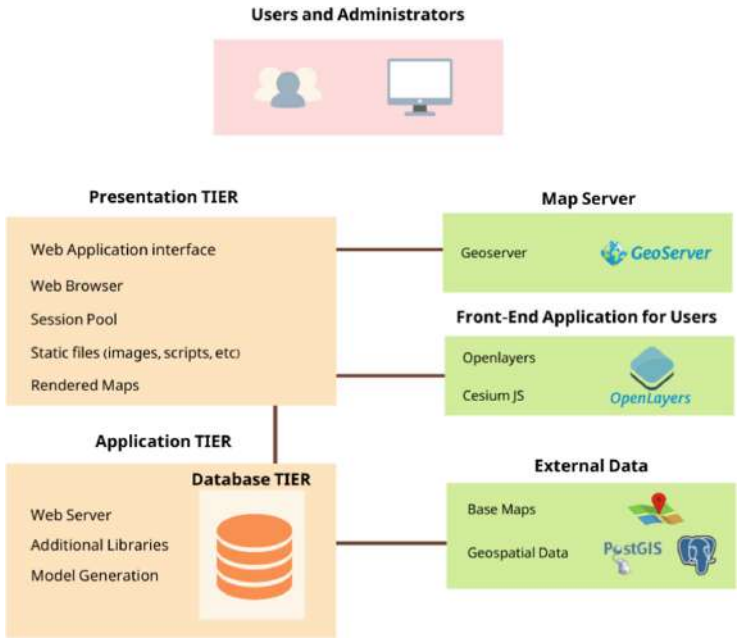 Users and Administrators
Presentation TIER
Web Application interface
Web Browser
Session Pool
Static files (images, scripts, etc)
Rendered Maps
Map Server
Geoserver
GeoServer
Front-End Application for Users
Openlayers
Cesium JS
OpenLayers
Application TIER
Database TIER
Web Server
Additional Libraries
Model Generation
External Data
Base Maps
Geospatial Data
PostGIS